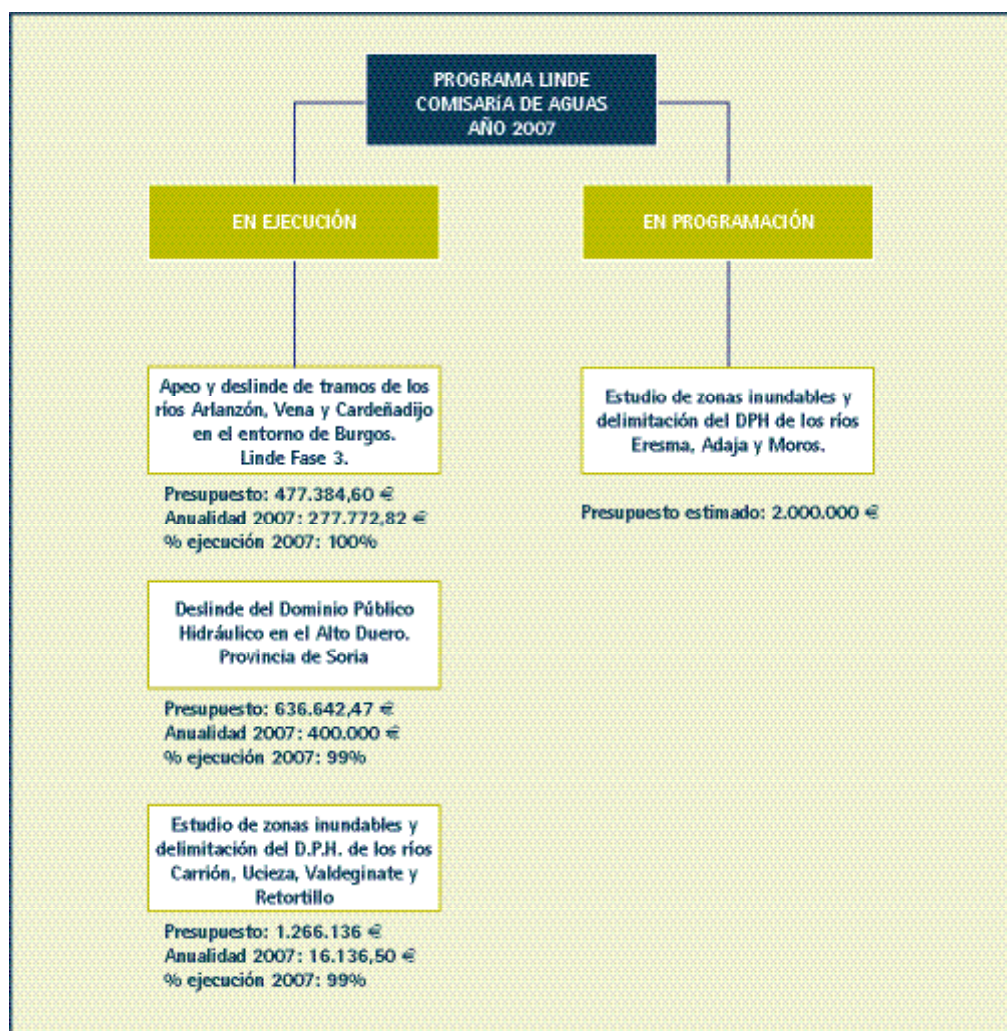 PROGRAMA LINDE
COMISARÍA DE AGUAS
AÑO 2007
EN EJECUCIÓN
EN PROGRAMACIÓN
Apeo y deslinde de tramos de los
ríos Arlanzón, Vena y Cardeñadijo
en el entorno de Burgos.
Linde Fase 3.
Presupuesto: 477.384,60 €
Anualidad 2007: 277.772,82 €
% ejecución 2007: 100%
Estudio de zonas inundables y
delimitación del DPH de los ríos
Eresma, Adaja y Moros.
Presupuesto estimado: 2.000.000 €
Deslinde del Dominio Público
Hidráulico en el Alto Duero.
Provincia de Soria
Presupuesto: 636.642,47 €
Anualidad 2007: 400.000 €
% ejecución 2007: 99%
Estudio de zonas inundables y
delimitación del D.P.H. de los ríos
Carrión, Ucieza, Valdeginate y
Retortillo
Presupuesto: 1.266.136 €
Anualidad 2007: 16.136,50 €
% ejecución 2007: 99%